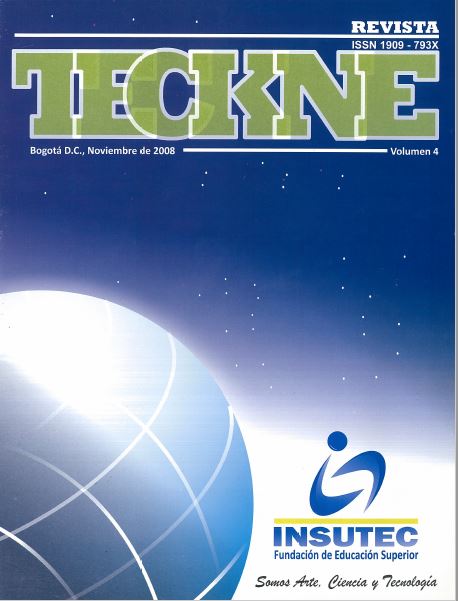 REVISTA
ISSN 1909 - 793X
TECKNE
Bogotá D.C., Noviembre de 2008
Volumen 4
INSUTEC
Fundación de Educación Superior
Somos Arte, Ciencia y Tecnología